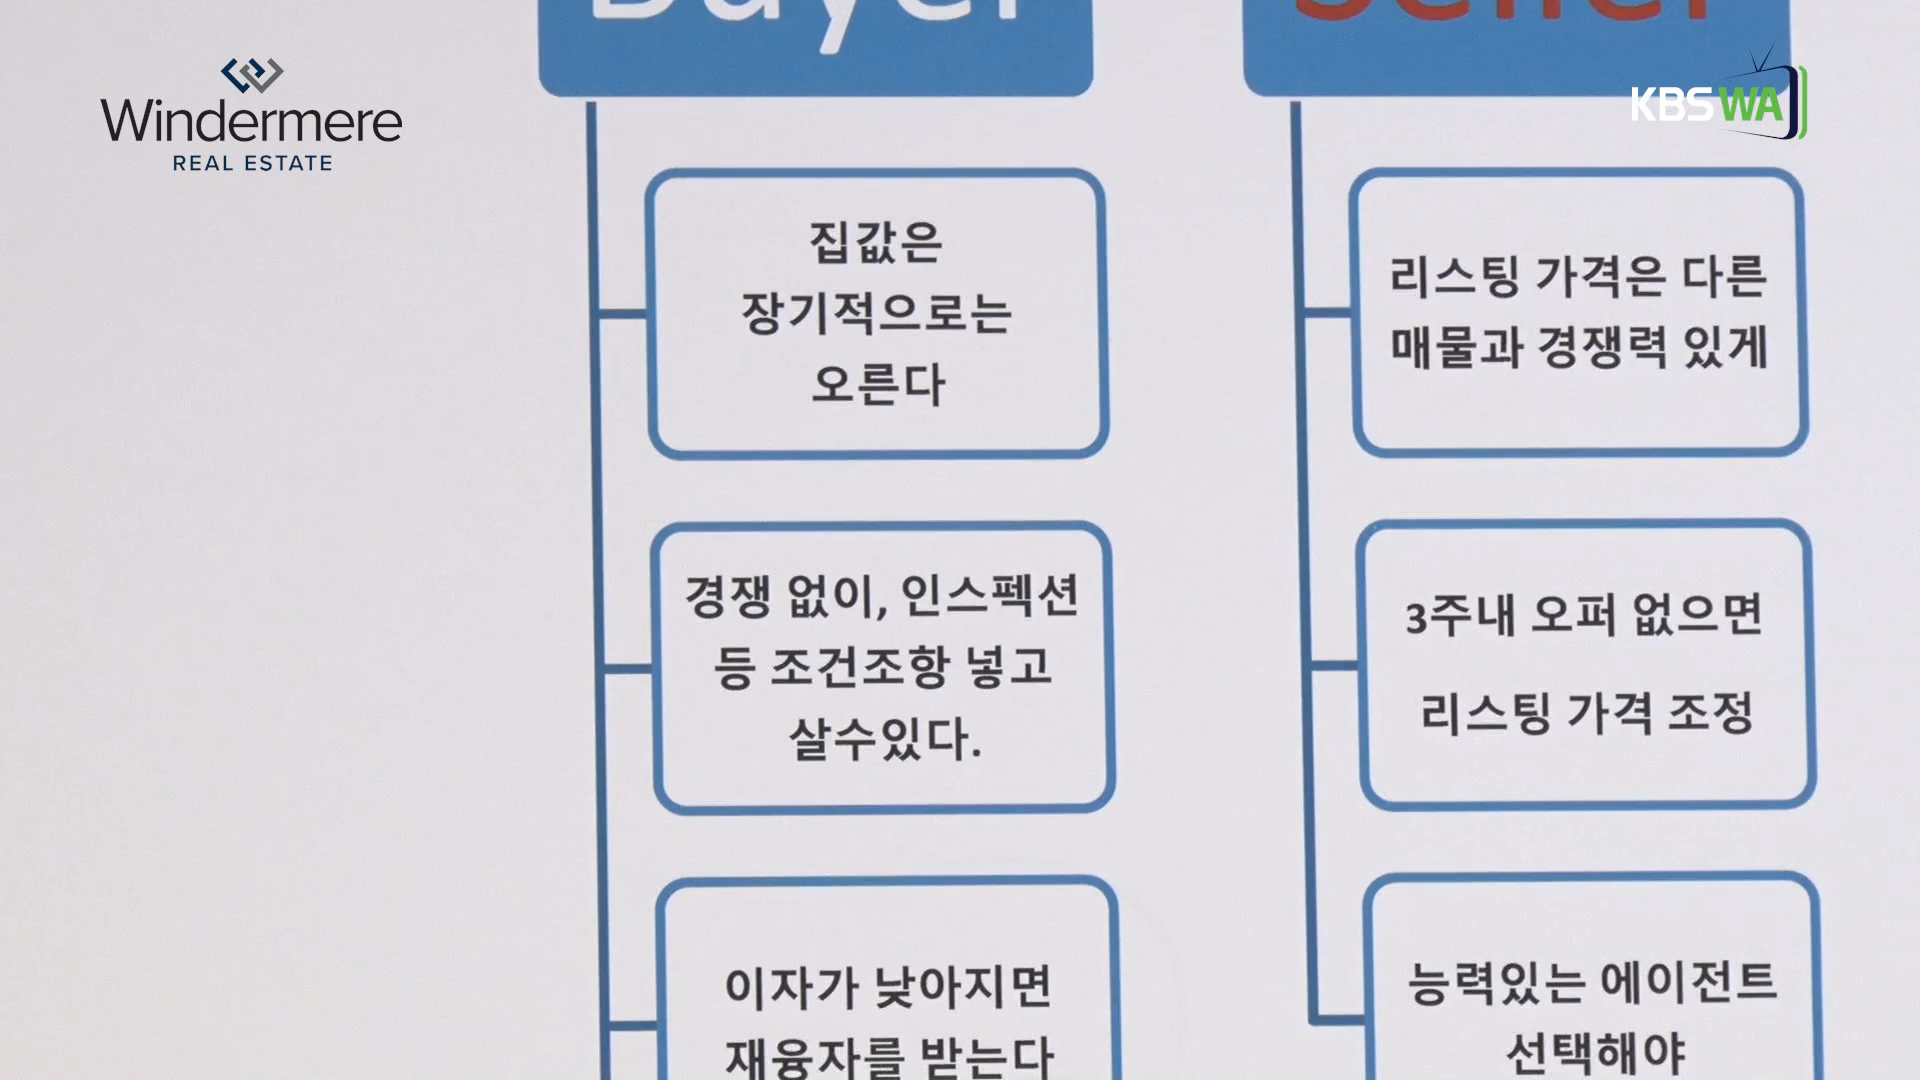 Buyer
Seller
Windermere
REAL ESTATE
KBS WA
집값은
장기적으로는
오른다
경쟁 없이, 인스펙션
등 조건조항 넣고
살수있다.
이자가 낮아지면
재융자를 받는다
리스팅 가격은 다른
매물과 경쟁력 있게
3주내 오퍼 없으면
리스팅 가격 조정
능력있는 에이전트
선택해야